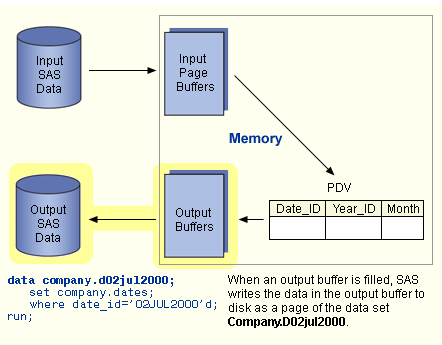 Input
SAS
Data
Input
Page
Buffers
Memory
PDV
Date_ID Year_ID Month
Output
SAS
Data
Output
Buffers
data company.d02jul2000;
set company.dates;
where date_id='02JUL2000'd;
run;
When an output buffer is filled, SAS
writes the data in the output buffer to
disk as a page of the data set
Company.D02jul2000.